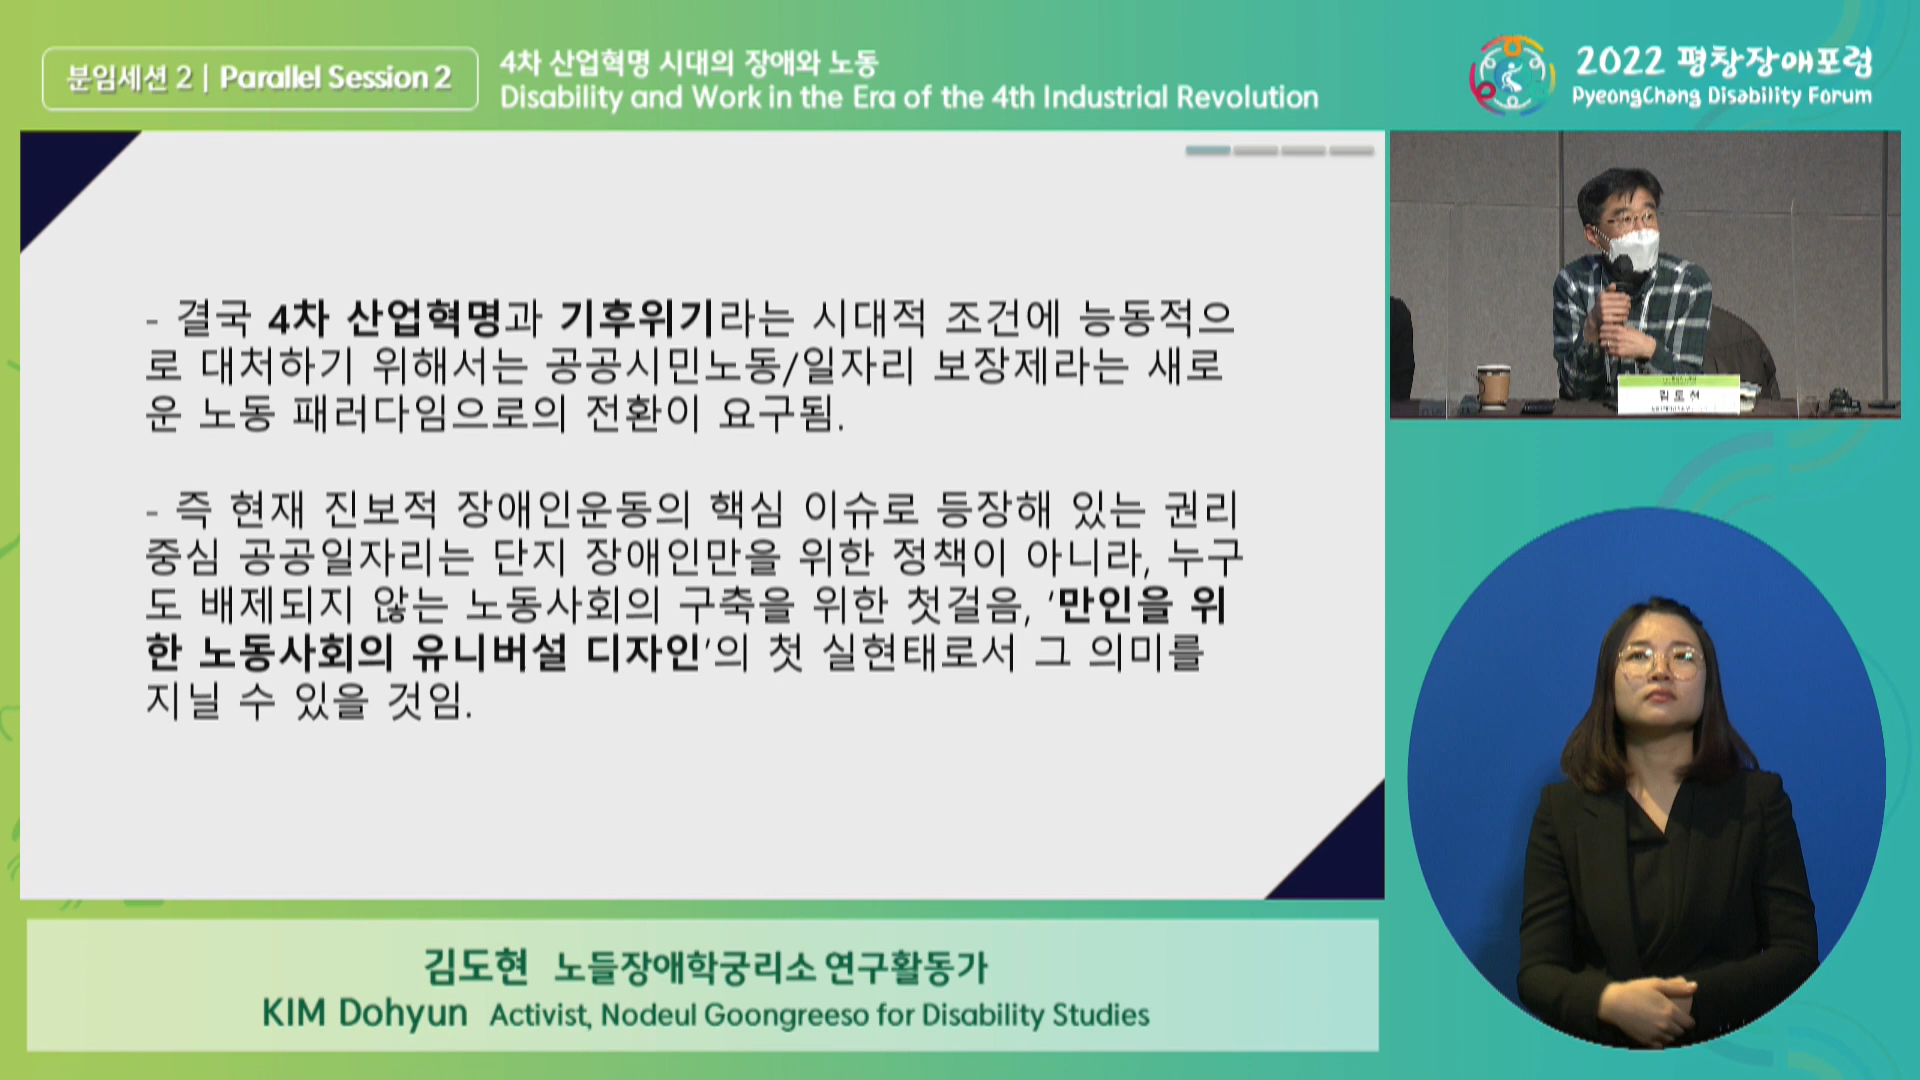 분임세션 2 | Parallel Session 2
4차 산업혁명 시대의 장애와 노동
Disability and Work in the Era of the 4th Industrial Revolution
2022 평창장애포럼
PyeongChang Disability Forum
- 결국 4차 산업혁명과 기후위기라는 시대적 조건에 능동적으
로 대처하기 위해서는 공공시민노동/일자리 보장제라는 새로
운 노동 패러다임으로의 전환이 요구됨.
- 즉 현재 진보적 장애인운동의 핵심 이슈로 등장해 있는 권리
중심 공공일자리는 단지 장애인만을 위한 정책이 아니라, 누구
도 배제되지 않는 노동사회의 구축을 위한 첫걸음, ‘만인을 위
한 노동사회의 유니버설 디자인’의 첫 실현태로서 그 의미를
지닐 수 있을 것임.
김도현
김도현 노들장애학궁리소 연구활동가
KIM Dohyun Activist, Nodeul Goongreeso for Disability Studies